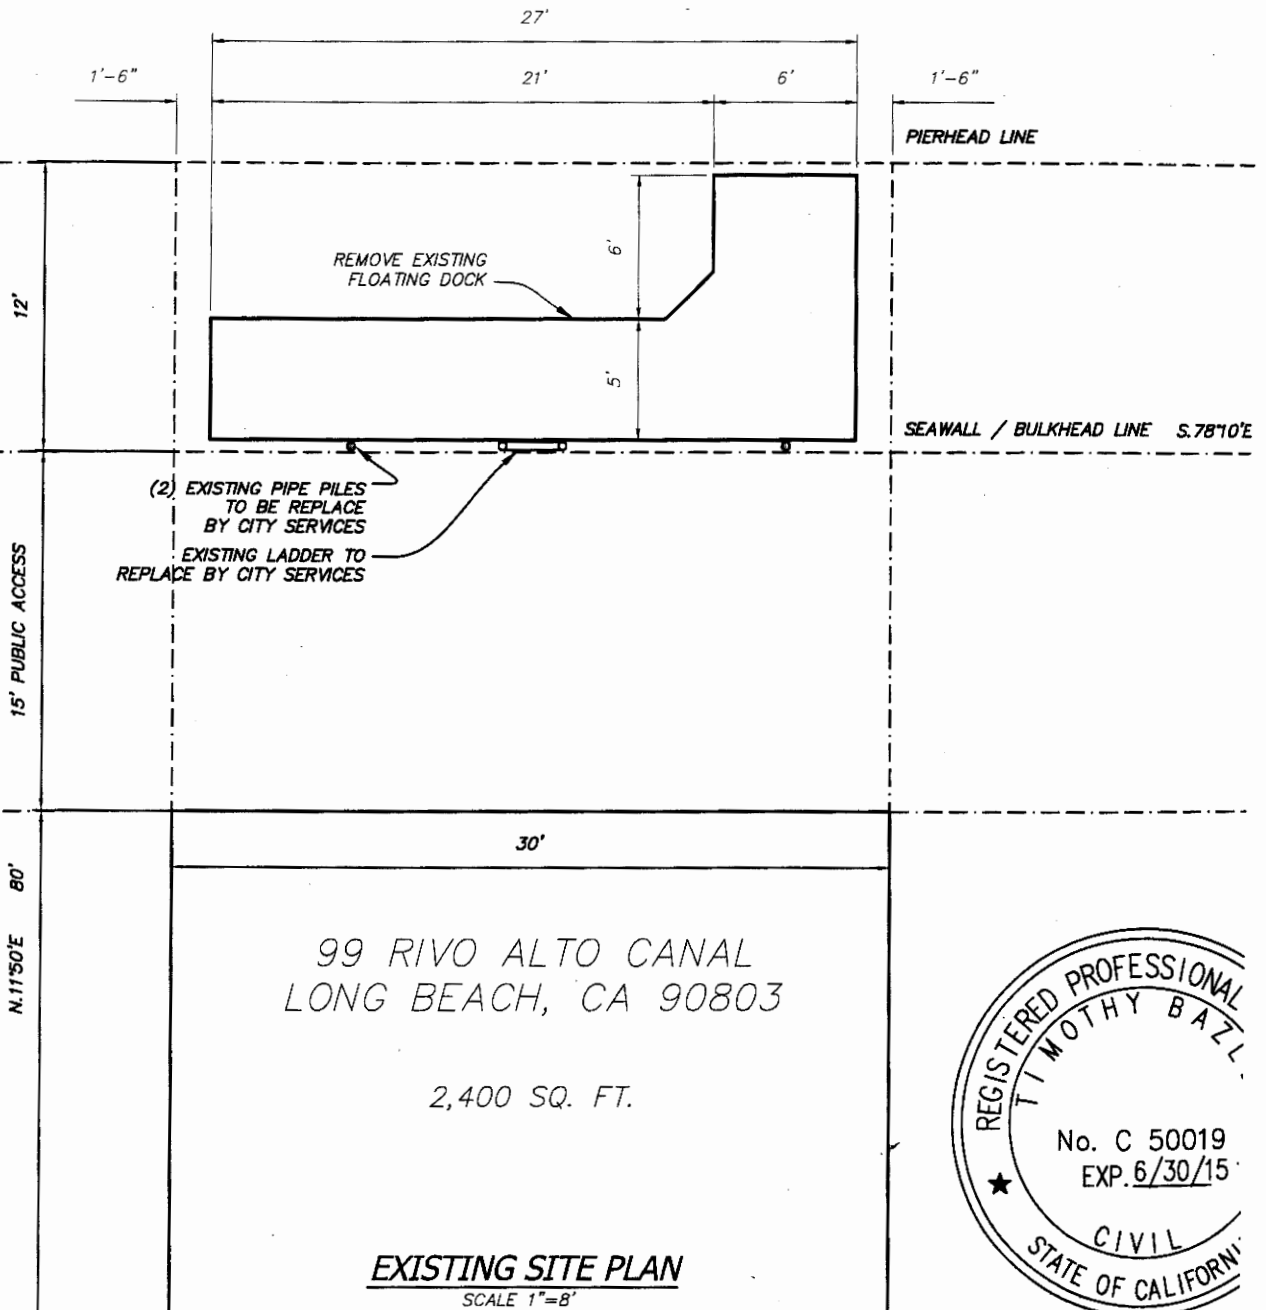 27'
1'-6"
21'
6'
1'-6"
PIERHEAD LINE
12'
REMOVE EXISTING
FLOATING DOCK
6'
5'
SEAWALL / BULKHEAD LINE S.78°10'E
(2) EXISTING PIPE PILES
TO BE REPLACE
BY CITY SERVICES
EXISTING LADDER TO
REPLACE BY CITY SERVICES
15' PUBLIC ACCESS
30'
N.11°50'E 80'
99 RIVO ALTO CANAL
LONG BEACH, CA 90803
2,400 SQ. FT.
REGISTERED PROFESSIONAL
TIMOTHY
No. C 50019
EXP. 6/30/15
CIVIL
STATE OF
EXISTING SITE PLAN
SCALE 1"=8'